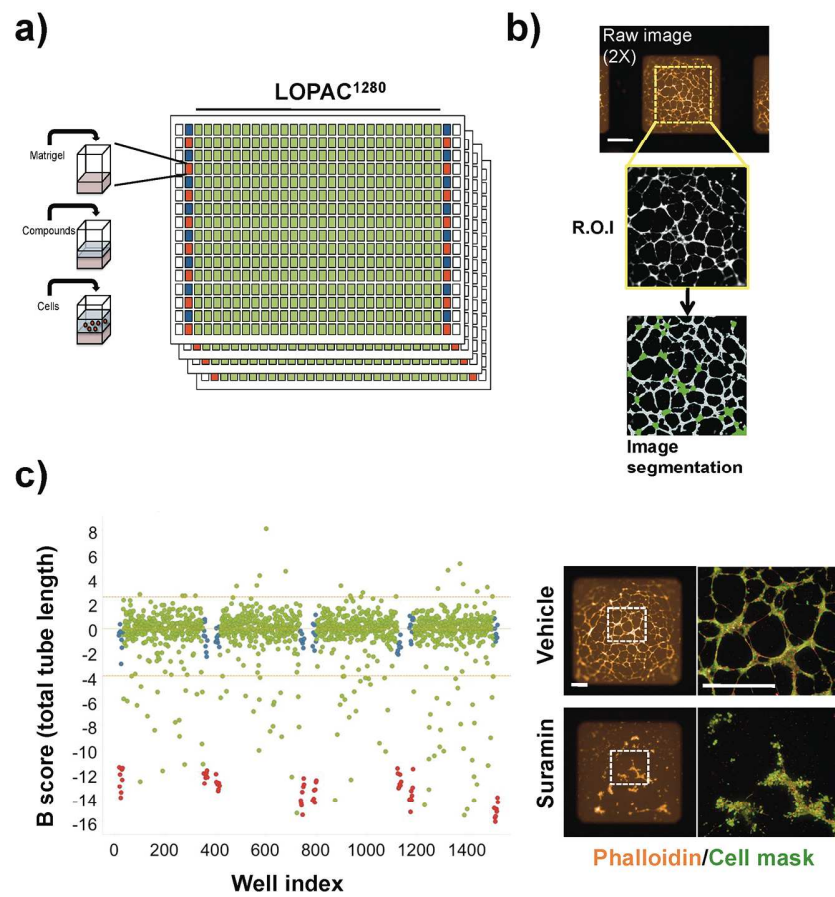 a)
LOPAC1280
Matrigel
Compounds
Cells
b)
Raw image
(2X)
R.O.I
Image
segmentation
c)
B score (total tube length)
8
6
4
2
0
-2
-4
-6
-8
-10
-12
-14
-16
0
200
400
600
800
1000
1200
1400
Well index
Vehicle
Suramin
Phalloidin/Cell mask